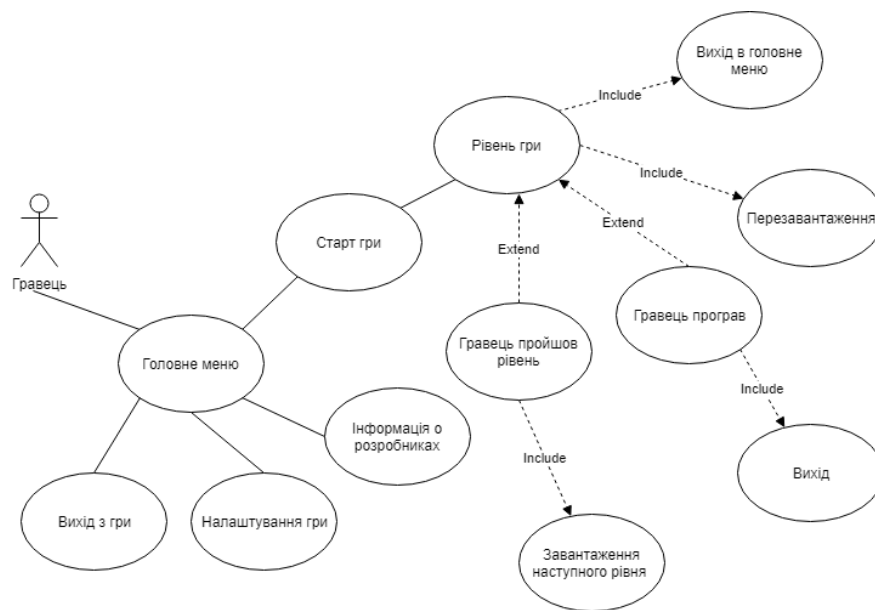 Вихід в головне
меню
Include
Рівень гри
Include
Перезавантаження
Старт гри
Extend
Extend
Гравець
Гравець програв
Гравець пройшов
рівень
Головне меню
Include
Інформація о
розробниках
Include
Вихід
Вихід з гри
Налаштування гри
Завантаження
наступного рівня